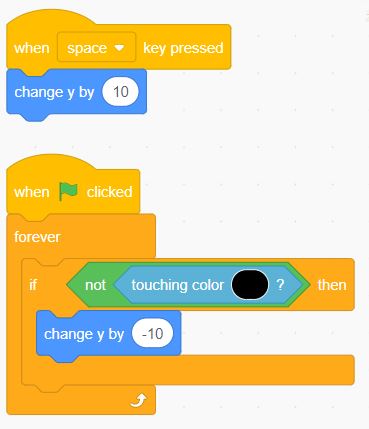 when space key pressed
change y by 10
when clicked
forever
if not touching color ? then
change y by -10